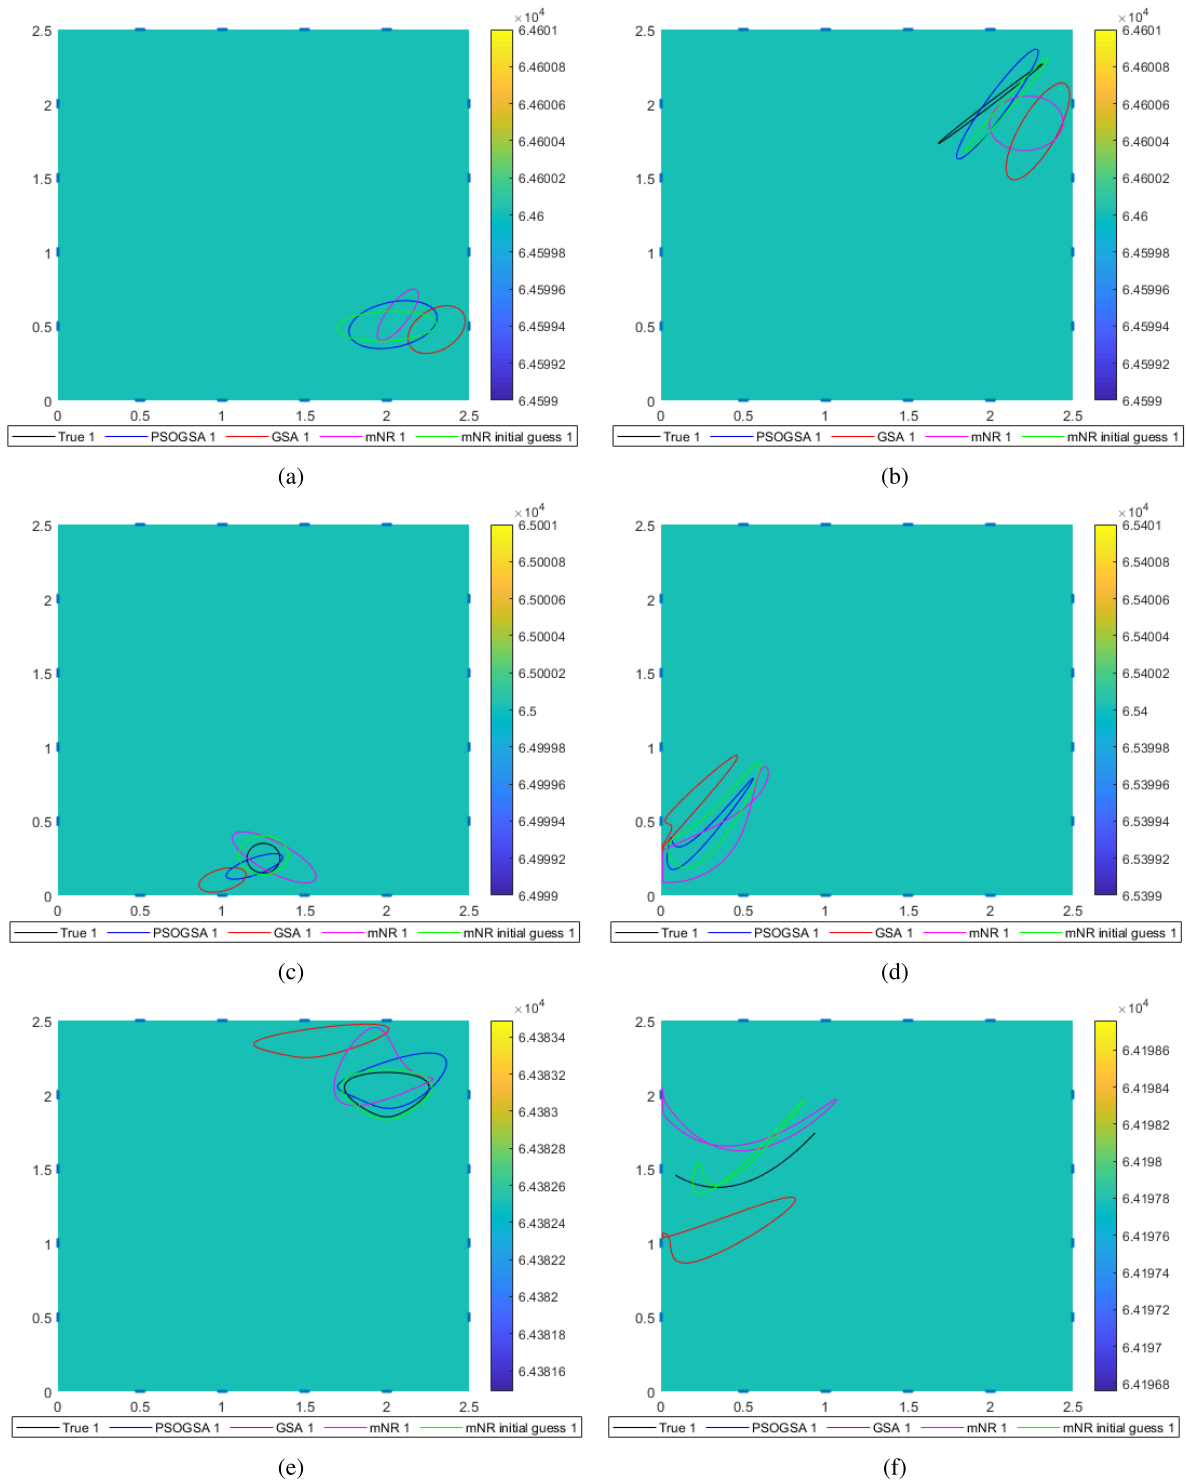 ×10⁴ ×10⁴
2.5 6.4601 2.5 6.4601
6.46008 6.46008
2 6.46006 2 6.46006
6.46004 6.46004
1.5 6.46002 1.5 6.46002
6.46 6.46
1 6.45998 1 6.45998
6.45996 6.45996
0.5 6.45994 0.5 6.45994
6.45992 6.45992
0 6.4599 0 6.4599
0 0.5 1 1.5 2 2.5 0 0.5 1 1.5 2 2.5
True 1 PSOGSA 1 GSA 1 mNR 1 mNR initial guess 1 True 1 PSOGSA 1 GSA 1 mNR 1 mNR initial guess 1
(a) (b)
×10⁴ ×10⁴
2.5 6.5001 2.5 6.5401
6.50008 6.54008
2 6.50006 2 6.54006
6.50004 6.54004
1.5 6.50002 1.5 6.54002
6.5 6.54
1 6.49998 1 6.53998
6.49996 6.53996
0.5 6.49994 0.5 6.53994
6.49992 6.53992
0 6.4999 0 6.5399
0 0.5 1 1.5 2 2.5 0 0.5 1 1.5 2 2.5
True 1 PSOGSA 1 GSA 1 mNR 1 mNR initial guess 1 True 1 PSOGSA 1 GSA 1 mNR 1 mNR initial guess 1
(c) (d)
×10⁴ ×10⁴
2.5 2.5
6.43834 6.41986
2 6.43832 2 6.41984
6.4383 6.41982
1.5 6.43828 1.5 6.4198
6.43826 6.41978
1 6.43824 1 6.41976
6.43822 6.41974
0.5 6.4382 0.5 6.41972
6.43818 6.4197
6.43816 6.41968
0 0
0 0.5 1 1.5 2 2.5 0 0.5 1 1.5 2 2.5
True 1 PSOGSA 1 GSA 1 mNR 1 mNR initial guess 1 True 1 PSOGSA 1 GSA 1 mNR 1 mNR initial guess 1
(e) (f)